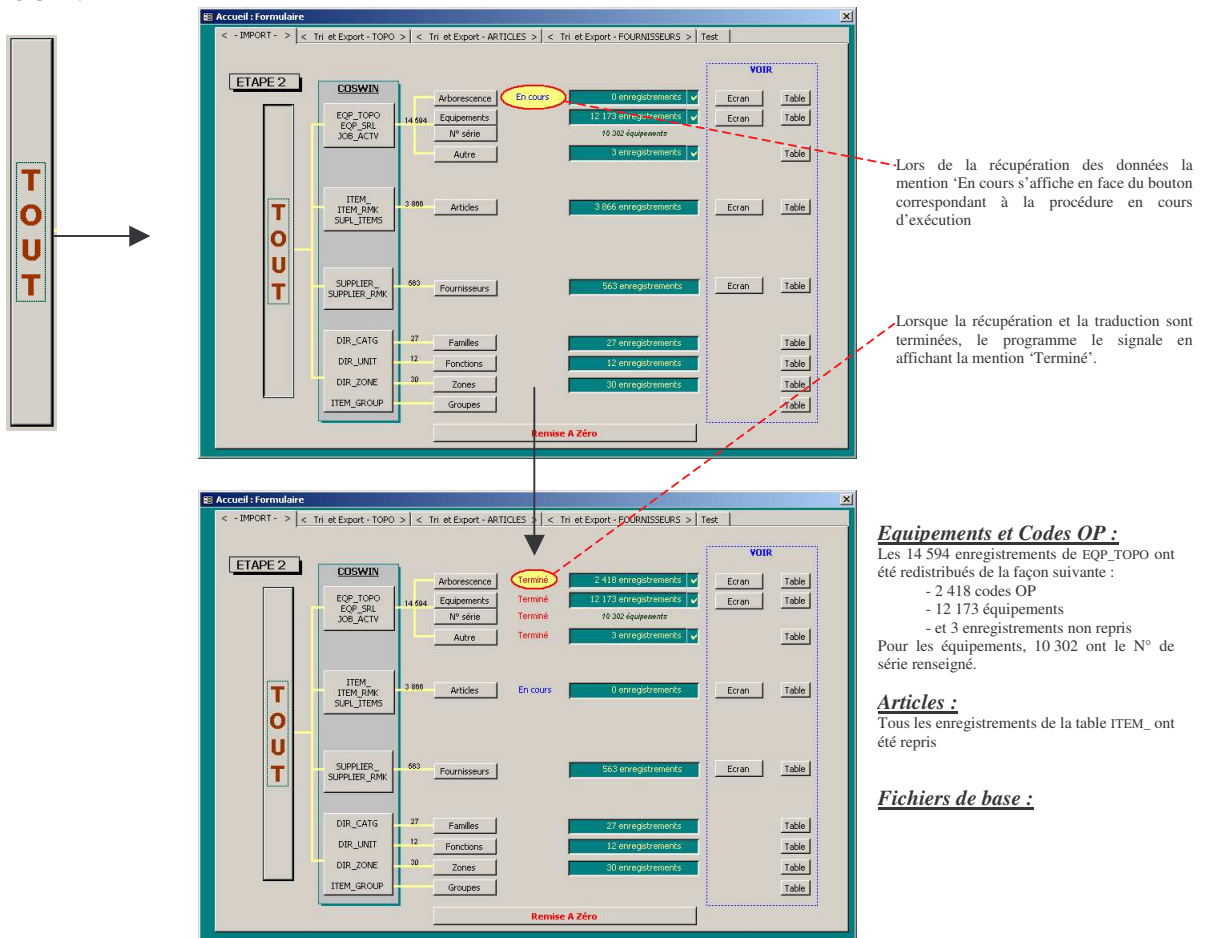 T
O
U
T
Accueil : Formulaire
< - IMPORT - > < Tri et Export - TOPO > < Tri et Export - ARTICLES > < Tri et Export - FOURNISSEURS > Test
VOIR
ETAPE 2
COSWIN
T
O
U
T
EQP_TOPO
EQP_SRL
JOB_ACTV
14 594
Arborescence En cours 0 enregistrements Ecran Table
Equipements 12 173 enregistrements Ecran Table
N° série 10 302 équipements
Autre 3 enregistrements Table
ITEM_
ITEM_RMK
SUPL_ITEMS
3 866 Articles 3 866 enregistrements Ecran Table
SUPPLIER_
SUPPLIER_RMK
563 Fournisseurs 563 enregistrements Ecran Table
DIR_CATG 27 Familles 27 enregistrements Table
DIR_UNIT 12 Fonctions 12 enregistrements Table
DIR_ZONE 30 Zones 30 enregistrements Table
ITEM_GROUP Groupes Table
Remise A Zéro
Lors de la récupération des données la
mention ‘En cours s’affiche en face du bouton
correspondant à la procédure en cours
d’exécution
Lorsque la récupération et la traduction sont
terminées, le programme le signale en
affichant la mention ‘Terminé’.
Accueil : Formulaire
< - IMPORT - > < Tri et Export - TOPO > < Tri et Export - ARTICLES > < Tri et Export - FOURNISSEURS > Test
VOIR
ETAPE 2
COSWIN
T
O
U
T
EQP_TOPO
EQP_SRL
JOB_ACTV
14 594
Arborescence Terminé 2 418 enregistrements Ecran Table
Equipements Terminé 12 173 enregistrements Ecran Table
N° série Terminé 10 302 équipements
Autre Terminé 3 enregistrements Table
ITEM_
ITEM_RMK
SUPL_ITEMS
3 866 Articles En cours 0 enregistrements Ecran Table
SUPPLIER_
SUPPLIER_RMK
563 Fournisseurs 563 enregistrements Ecran Table
DIR_CATG 27 Familles 27 enregistrements Table
DIR_UNIT 12 Fonctions 12 enregistrements Table
DIR_ZONE 30 Zones 30 enregistrements Table
ITEM_GROUP Groupes Table
Remise A Zéro
Equipements et Codes OP :
Les 14 594 enregistrements de EQP_TOPO ont
été redistribués de la façon suivante :
- 2 418 codes OP
- 12 173 équipements
- et 3 enregistrements non repris
Pour les équipements, 10 302 ont le N° de
série renseigné.
Articles :
Tous les enregistrements de la table ITEM_ ont
été repris
Fichiers de base :